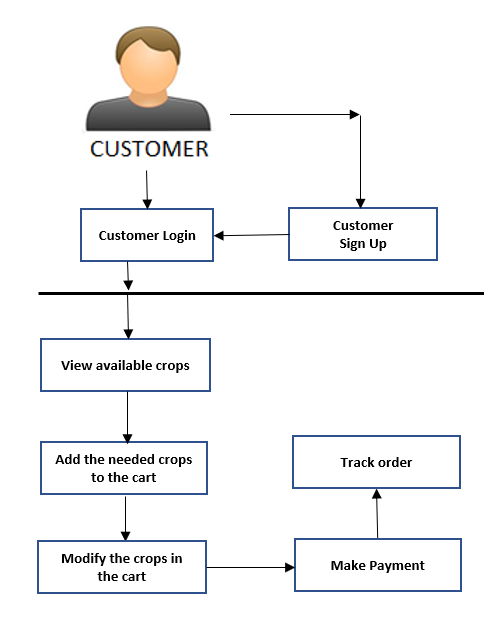 CUSTOMER
Customer Login
Customer
Sign Up
View available crops
Add the needed crops
to the cart
Modify the crops in
the cart
Make Payment
Track order